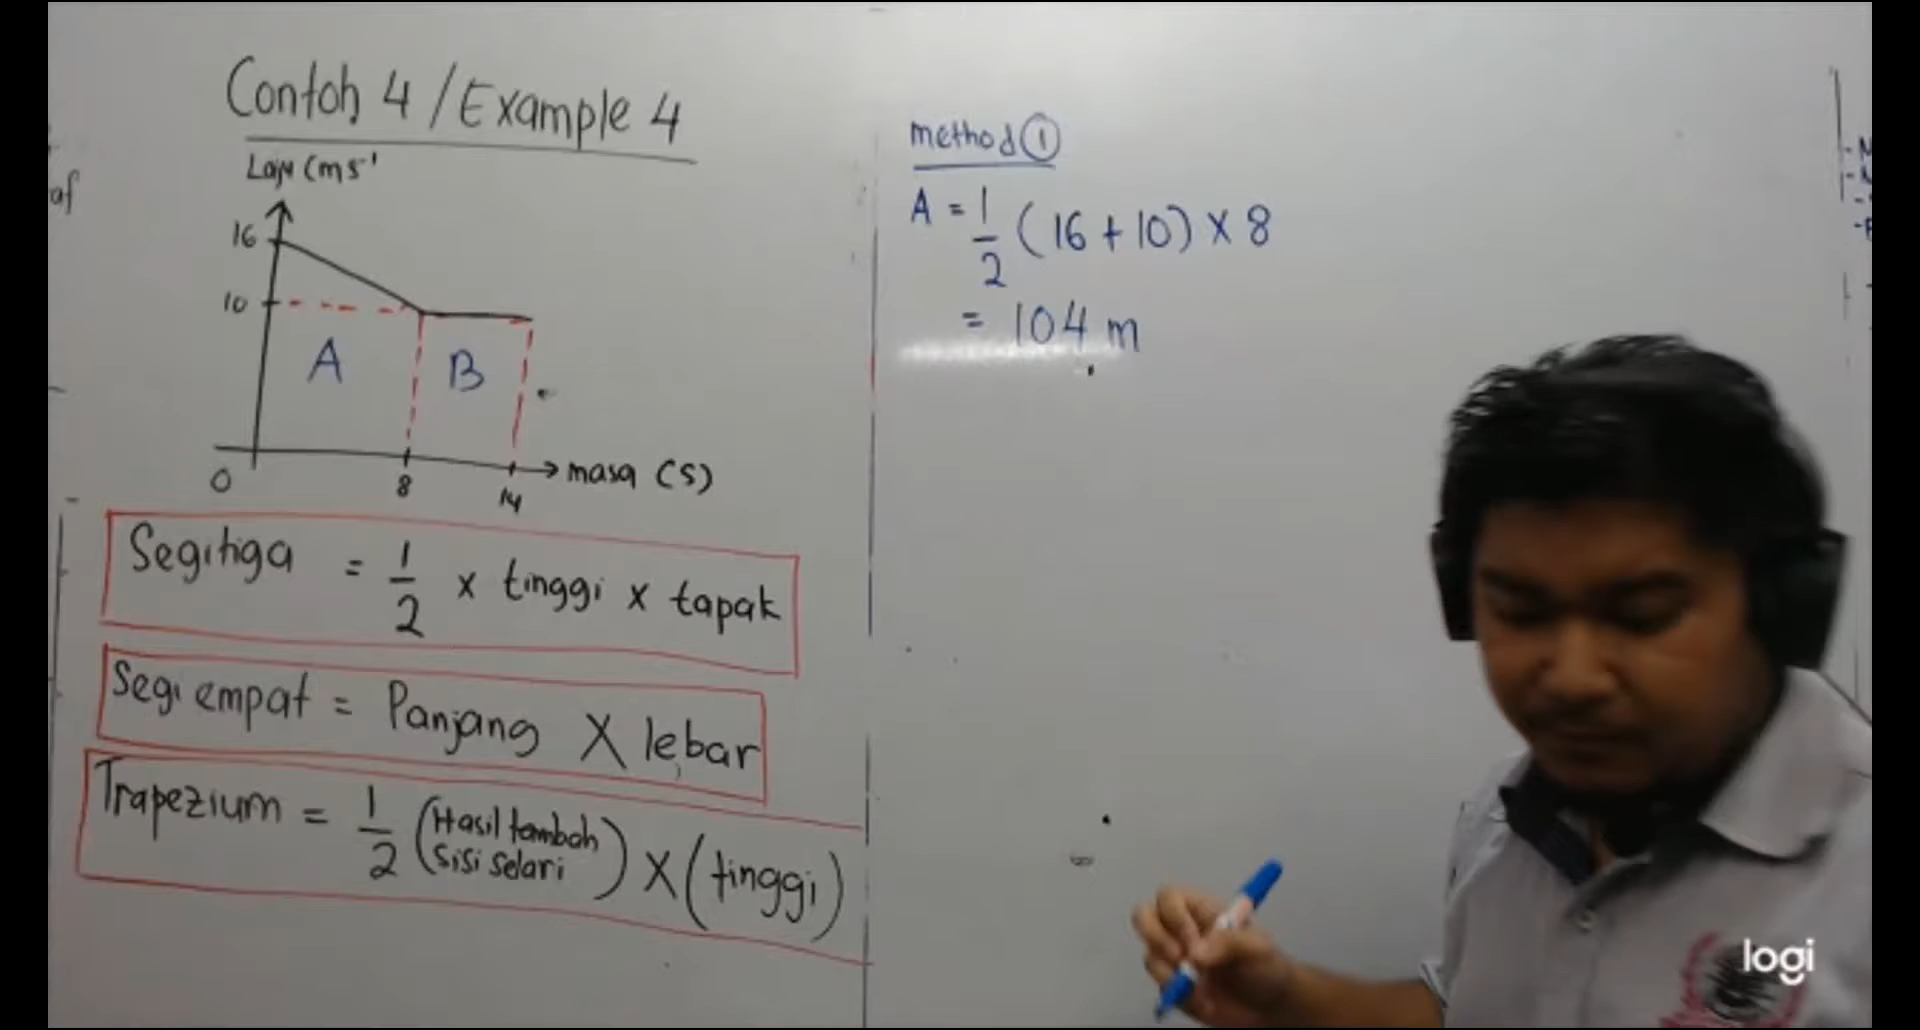 Contoh 4 / Example 4
Laju (ms⁻¹
16
10
A
B
0
8
14
masa (s)
Segitiga = 1/2 x tinggi x tapak
Segi empat = Panjang X lebar
Trapezium = 1/2 (Hasil tambah sisi selari) X (tinggi)
method ①
A = 1/2 (16 + 10) X 8
= 104 m
af
logi